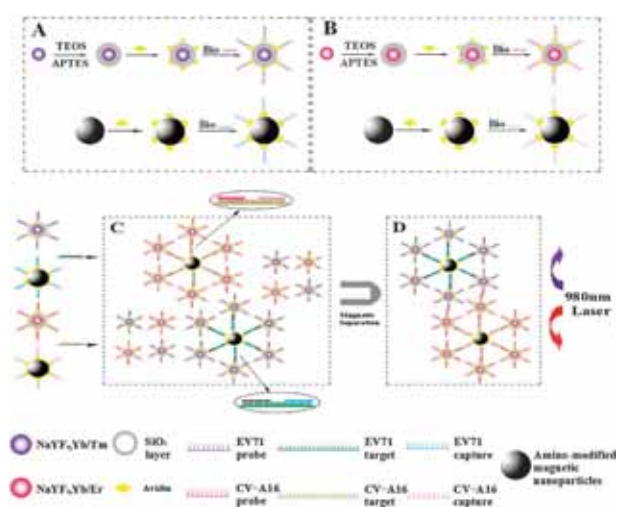 A
TEOS
APTES
Bio
Bio
B
TEOS
APTES
Bio
Bio
C
D
Magnetic
Separation
980nm
Laser
NaYF₄Yb/Tm
SiO₂
layer
EV71
probe
EV71
target
EV71
capture
Amino-modified
magnetic
nanoparticles
NaYF₄Yb/Er
Avidin
CV-A16
probe
CV-A16
target
CV-A16
capture